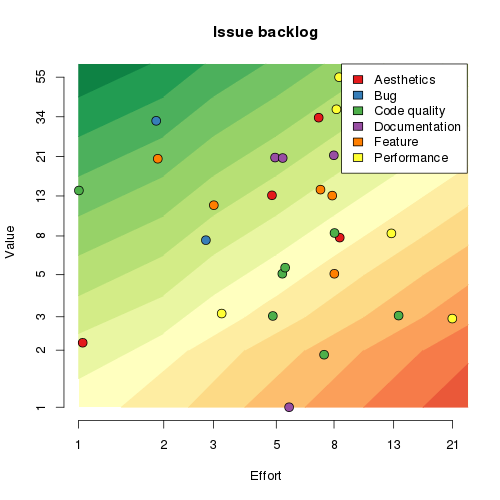 Issue backlog
Aesthetics
Bug
Code quality
Documentation
Feature
Performance
Value
55
34
21
13
8
5
3
2
1
1 2 3 5 8 13 21
Effort